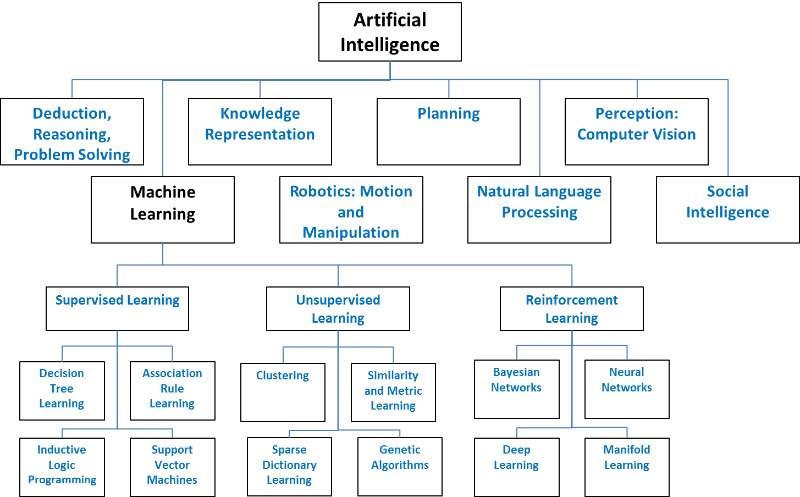 Artificial
Intelligence
Deduction,
Reasoning,
Problem Solving
Knowledge
Representation
Planning
Perception:
Computer Vision
Machine
Learning
Robotics: Motion
and
Manipulation
Natural Language
Processing
Social
Intelligence
Supervised Learning
Unsupervised
Learning
Reinforcement
Learning
Decision
Tree
Learning
Association
Rule
Learning
Clustering
Similarity
and Metric
Learning
Bayesian
Networks
Neural
Networks
Inductive
Logic
Programming
Support
Vector
Machines
Sparse
Dictionary
Learning
Genetic
Algorithms
Deep
Learning
Manifold
Learning